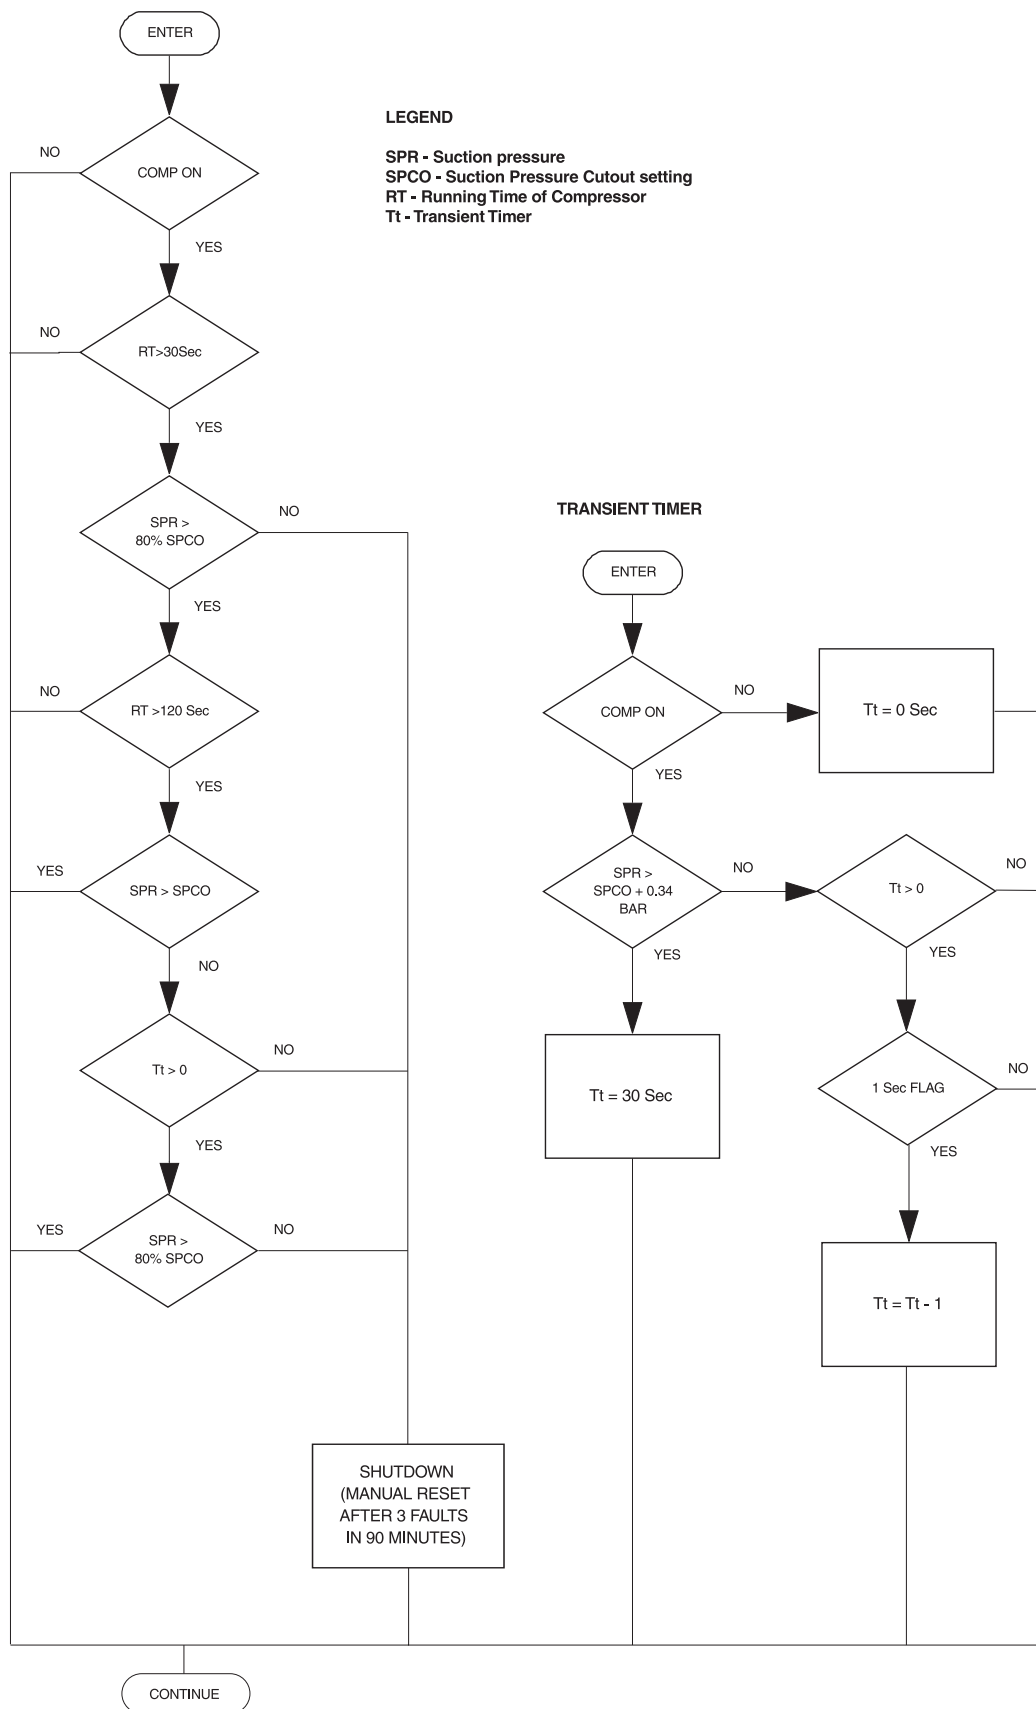 ENTER
COMP ON
NO
YES
LEGEND
SPR - Suction pressure
SPCO - Suction Pressure Cutout setting
RT - Running Time of Compressor
Tt - Transient Timer
RT>30Sec
NO
YES
SPR >
80% SPCO
NO
YES
RT >120 Sec
NO
YES
SPR > SPCO
YES
NO
Tt > 0
NO
YES
SPR >
80% SPCO
YES
NO
SHUTDOWN
(MANUAL RESET
AFTER 3 FAULTS
IN 90 MINUTES)
TRANSIENT TIMER
ENTER
COMP ON
NO
Tt = 0 Sec
YES
SPR >
SPCO + 0.34
BAR
NO
YES
Tt > 0
NO
YES
Tt = 30 Sec
1 Sec FLAG
NO
YES
Tt = Tt - 1
CONTINUE